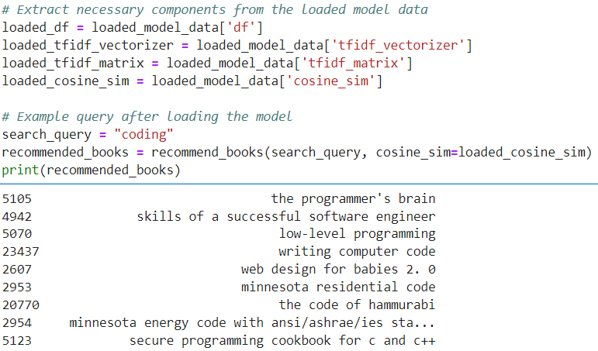 # Extract necessary components from the loaded model data
loaded_df = loaded_model_data['df']
loaded_tfidf_vectorizer = loaded_model_data['tfidf_vectorizer']
loaded_tfidf_matrix = loaded_model_data['tfidf_matrix']
loaded_cosine_sim = loaded_model_data['cosine_sim']
# Example query after loading the model
search_query = "coding"
recommended_books = recommend_books(search_query, cosine_sim=loaded_cosine_sim)
print(recommended_books)
5105 the programmer's brain
4942 skills of a successful software engineer
5070 low-level programming
23437 writing computer code
2607 web design for babies 2. 0
2953 minnesota residential code
20770 the code of hammurabi
2954 minnesota energy code with ansi/ashrae/ies sta...
5123 secure programming cookbook for c and c++